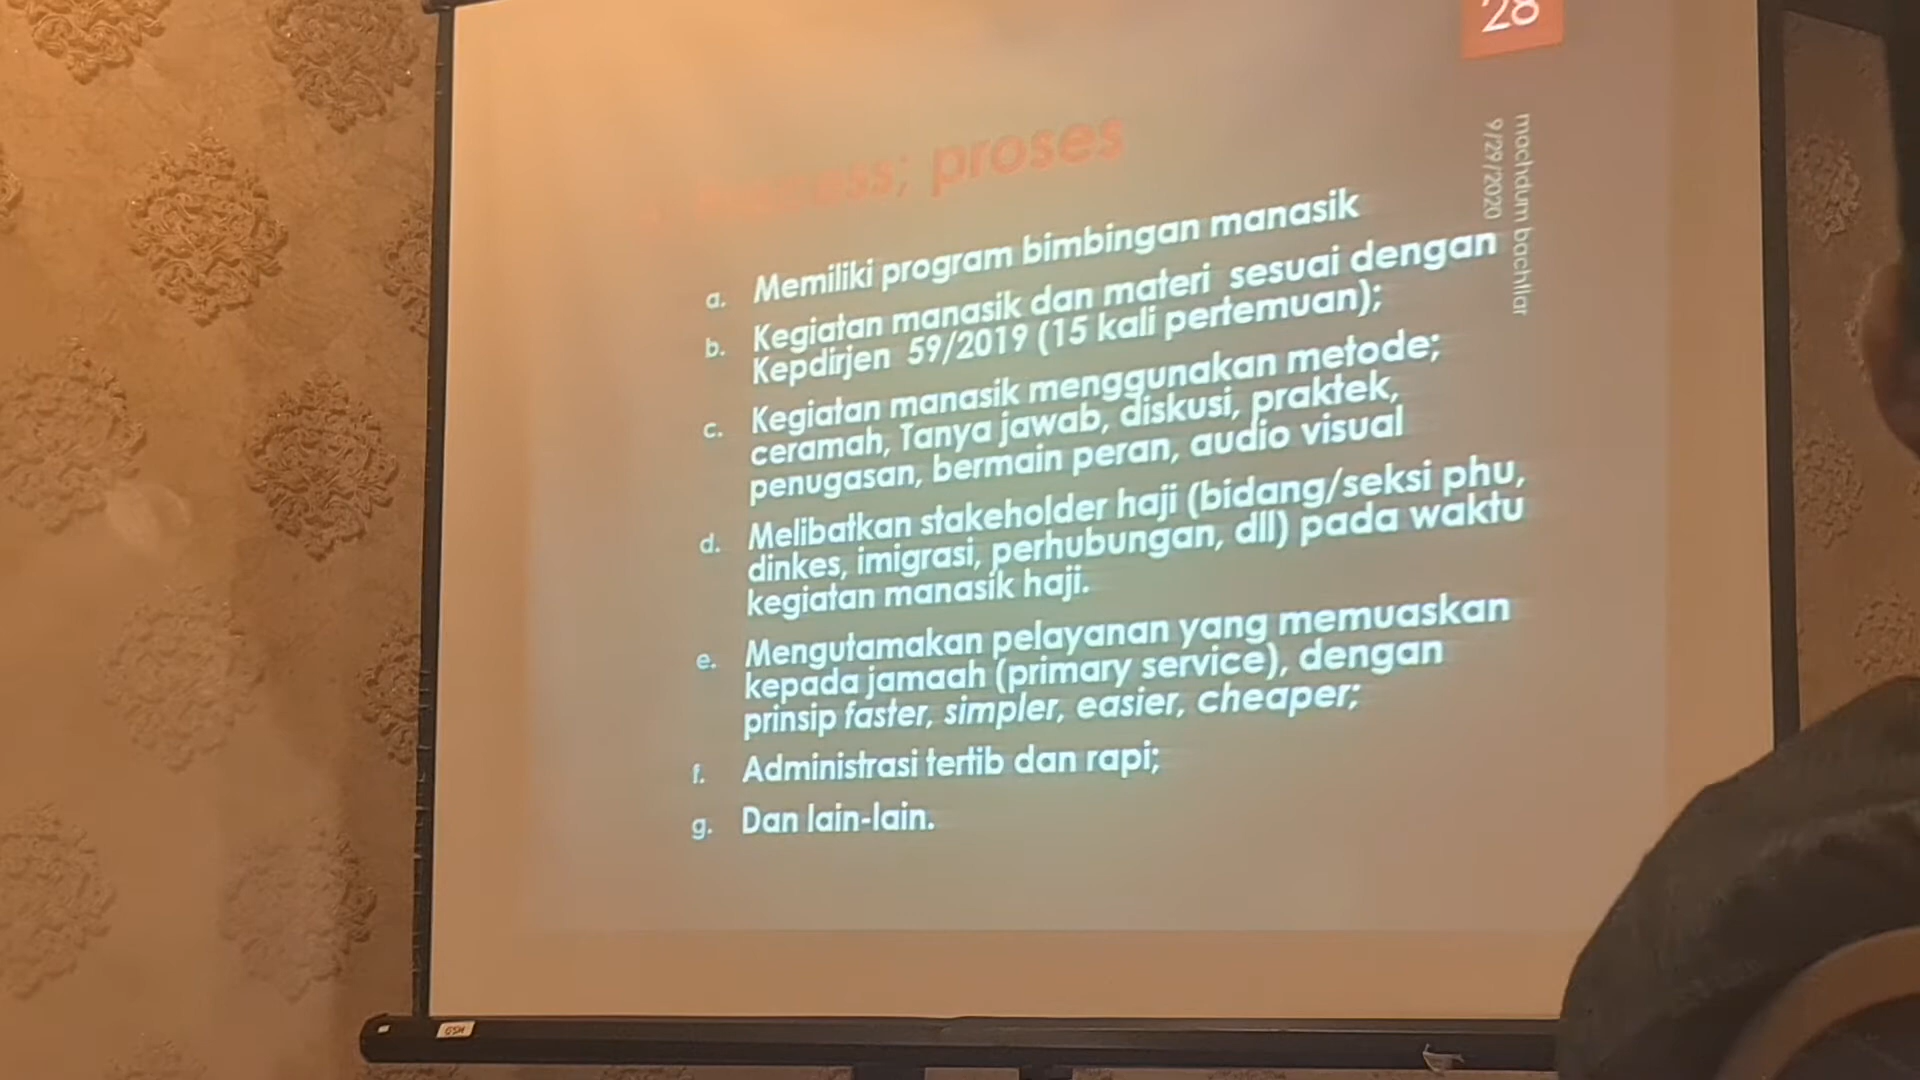 28
mochdum bachtiar
9/29/2020
proses
a. Memiliki program bimbingan manasik
b. Kegiatan manasik dan materi sesuai dengan
Kepdirjen 59/2019 (15 kali pertemuan);
c. Kegiatan manasik menggunakan metode;
ceramah, Tanya jawab, diskusi, praktek,
penugasan, bermain peran, audio visual
d. Melibatkan stakeholder haji (bidang/seksi phu,
dinkes, imigrasi, perhubungan, dll) pada waktu
kegiatan manasik haji.
e. Mengutamakan pelayanan yang memuaskan
kepada jamaah (primary service), dengan
prinsip faster, simpler, easier, cheaper;
f. Administrasi tertib dan rapi;
g. Dan lain-lain.
GSM